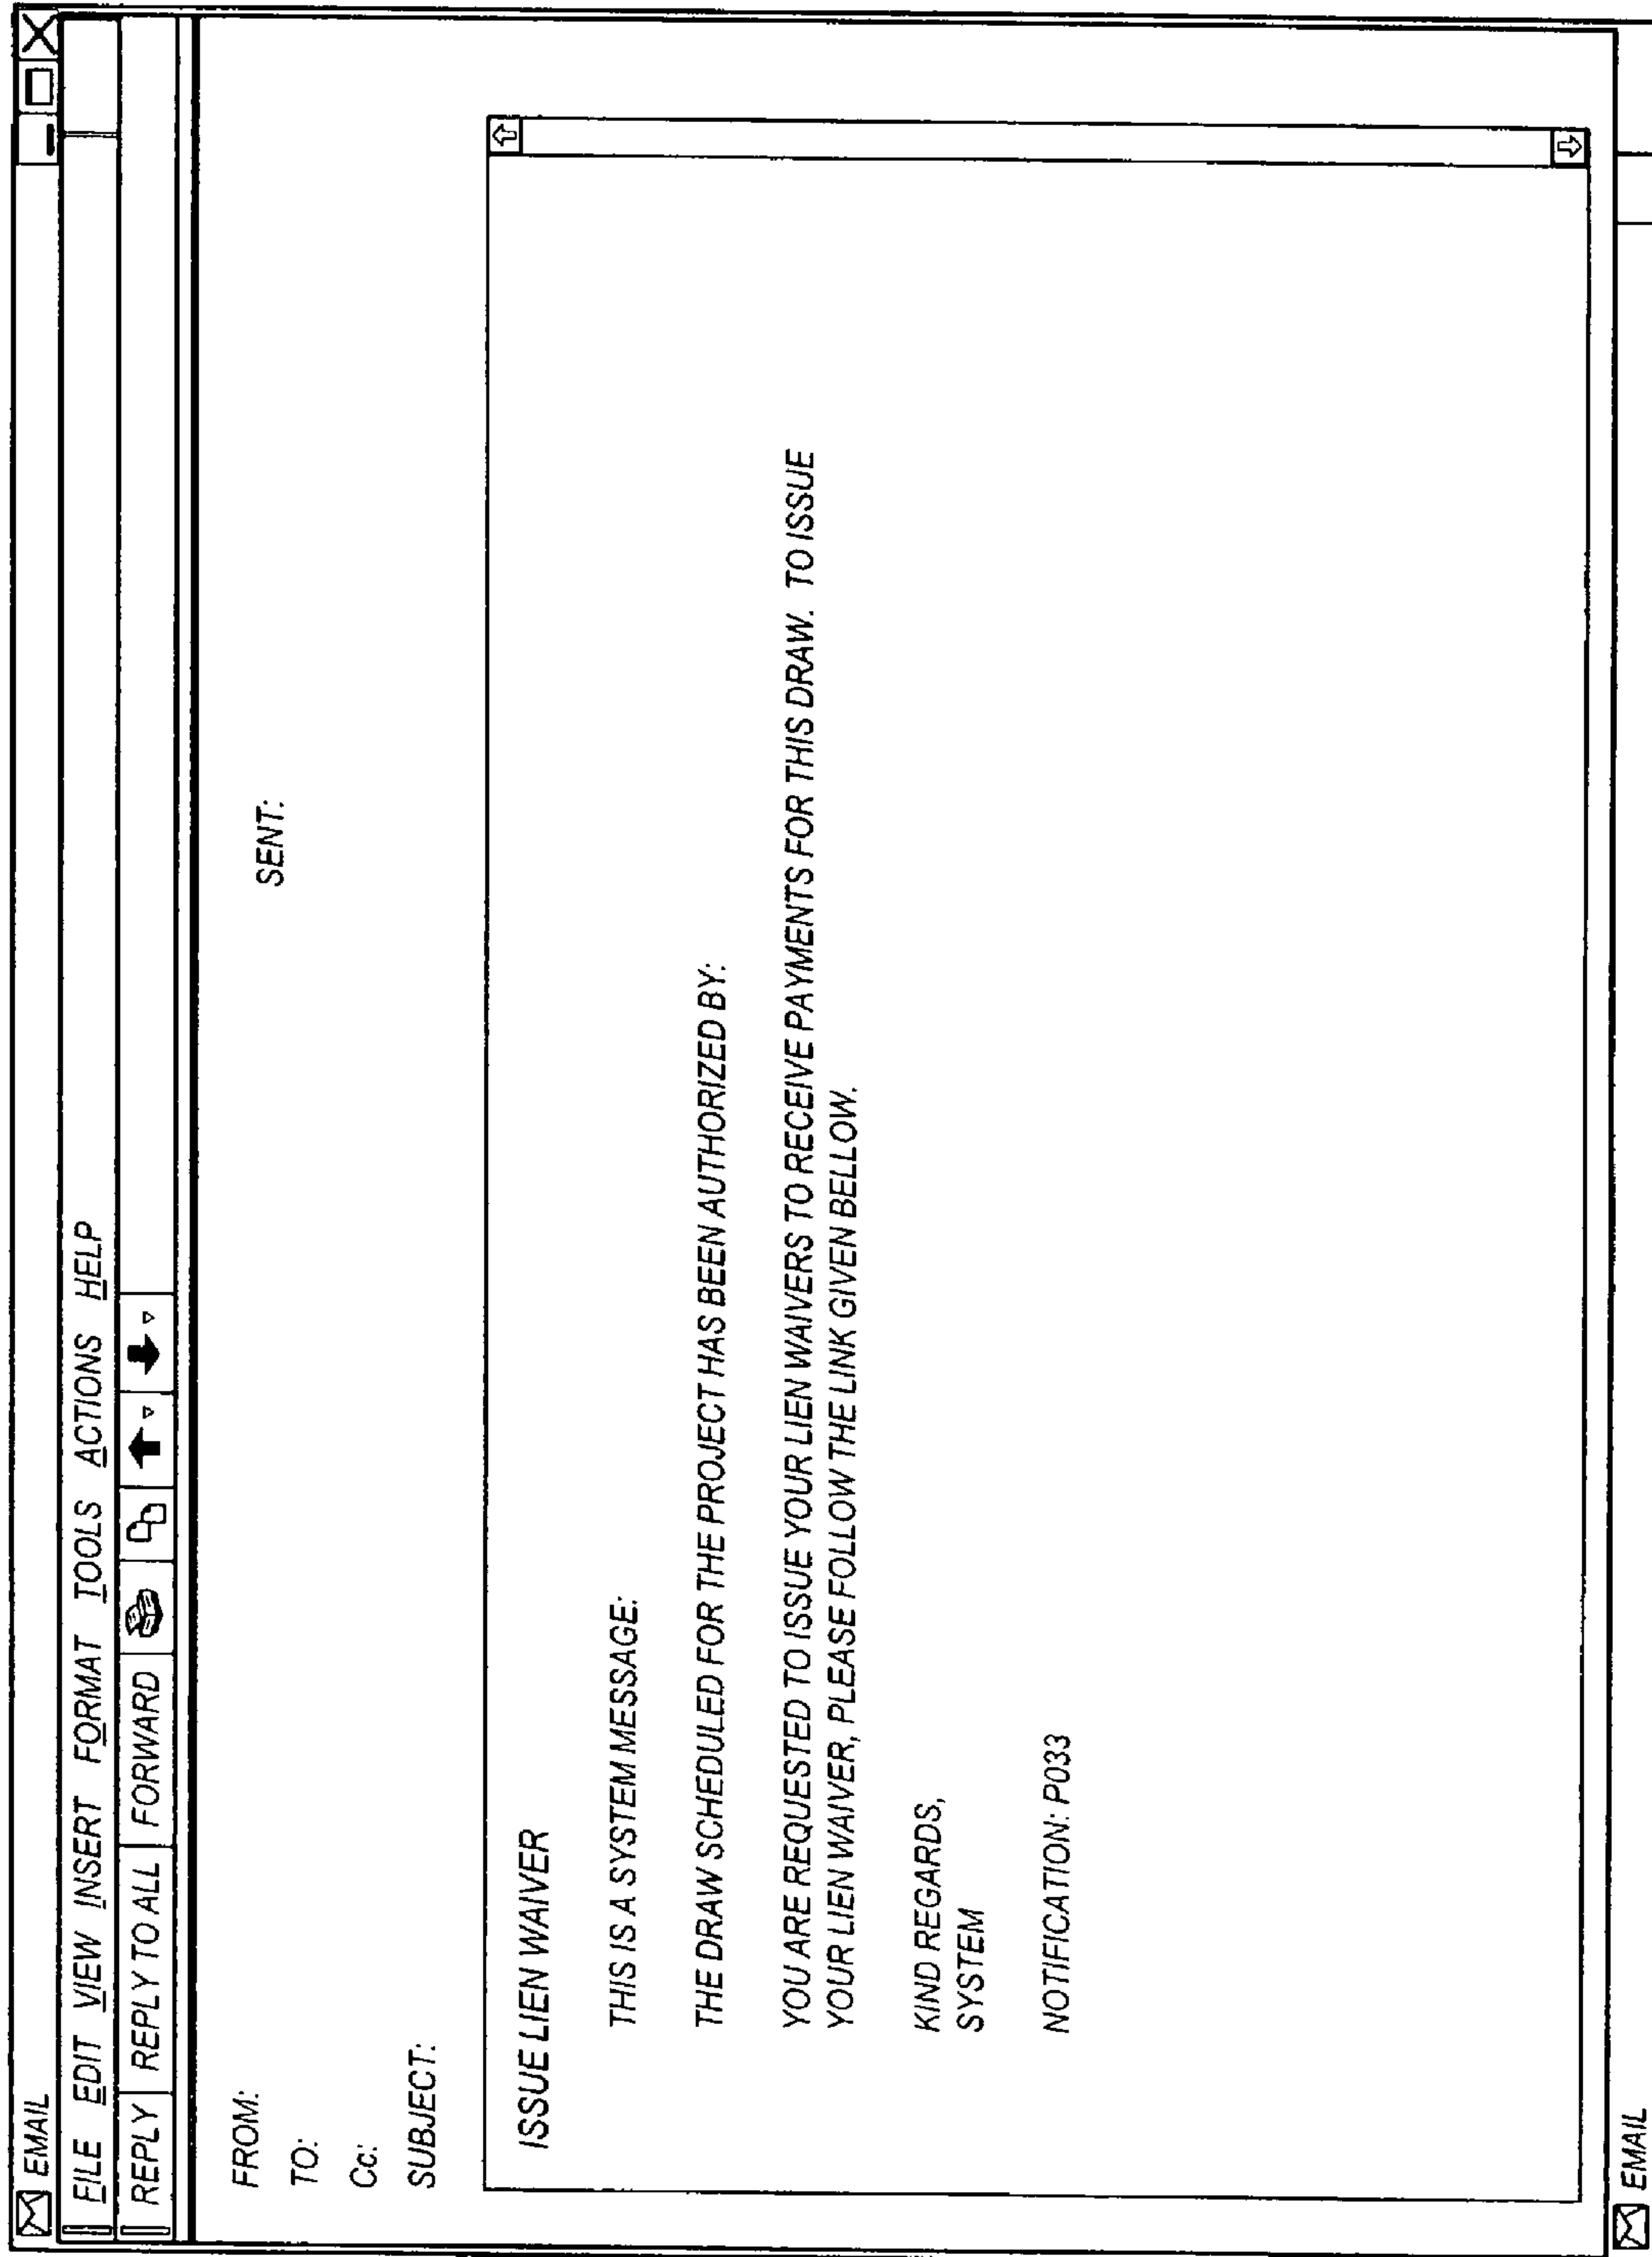 EMAIL
FILE EDIT VIEW INSERT FORMAT TOOLS ACTIONS HELP
REPLY REPLY TO ALL FORWARD
FROM:
SENT:
TO:
Cc:
SUBJECT:
ISSUE LIEN WAIVER
THIS IS A SYSTEM MESSAGE:
THE DRAW SCHEDULED FOR THE PROJECT HAS BEEN AUTHORIZED BY:
YOU ARE REQUESTED TO ISSUE YOUR LIEN WAIVERS TO RECEIVE PAYMENTS FOR THIS DRAW. TO ISSUE
YOUR LIEN WAIVER, PLEASE FOLLOW THE LINK GIVEN BELLOW.
KIND REGARDS,
SYSTEM
NOTIFICATION: P033
EMAIL